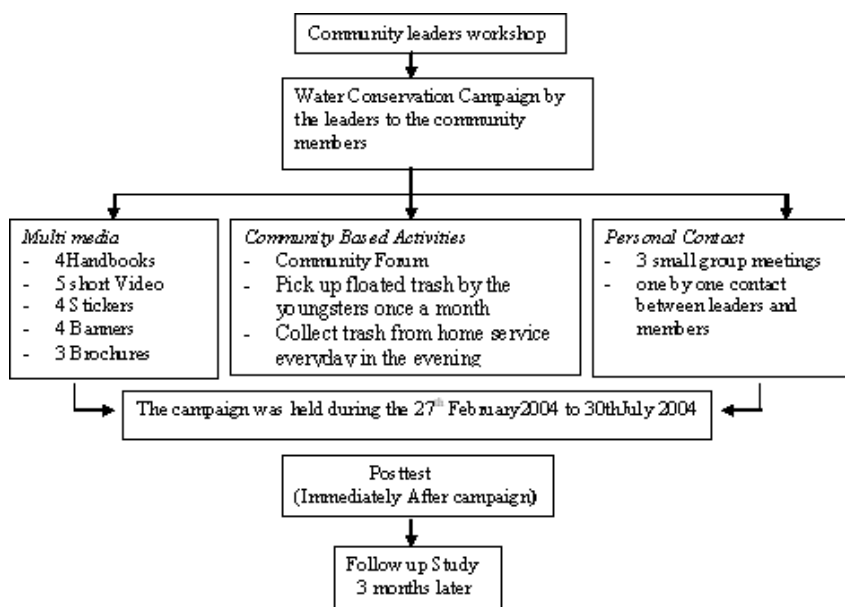 Community leaders workshop
Water Conservation Campaign by
the leaders to the community
members
Multi media
- 4 Handbooks
- 5 short Video
- 4 Stickers
- 4 Banners
- 3 Brochures
Community Based Activities
- Community Forum
- Pick up floated trash by the
youngsters once a month
- Collect trash from home service
everyday in the evening
Personal Contact
- 3 small group meetings
- one by one contact
between leaders and
members
The campaign was held during the 27th February 2004 to 30th July 2004
Posttest
(Immediately After campaign)
Follow up Study
3 months later